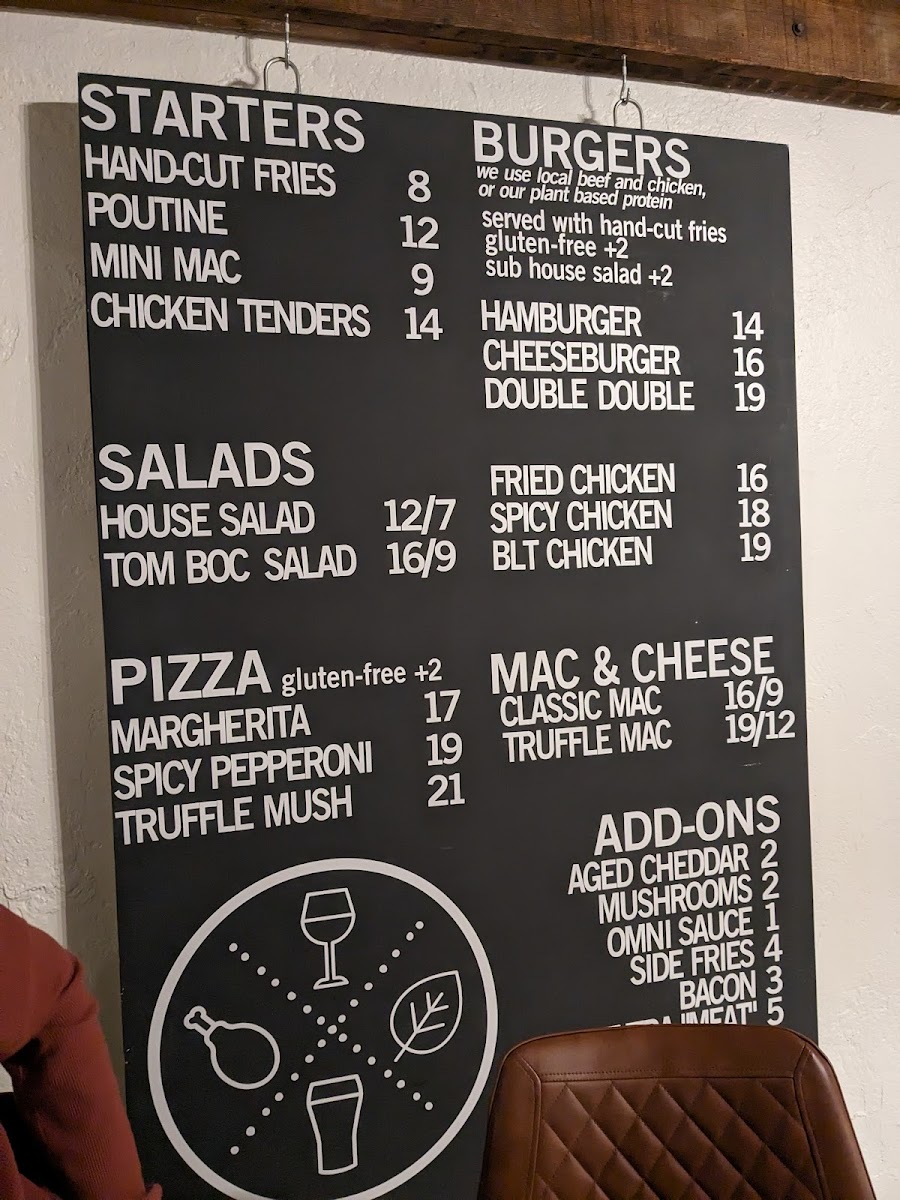 STARTERS
HAND-CUT FRIES 8
POUTINE 12
MINI MAC 9
CHICKEN TENDERS 14
SALADS
HOUSE SALAD 12/7
TOM BOC SALAD 16/9
PIZZA gluten-free +2
MARGHERITA 17
SPICY PEPPERONI 19
TRUFFLE MUSH 21
BURGERS
we use local beef and chicken,
or our plant based protein
served with hand-cut fries
gluten-free +2
sub house salad +2
HAMBURGER 14
CHEESEBURGER 16
DOUBLE DOUBLE 19
FRIED CHICKEN 16
SPICY CHICKEN 18
BLT CHICKEN 19
MAC & CHEESE
CLASSIC MAC 16/9
TRUFFLE MAC 19/12
ADD-ONS
AGED CHEDDAR 2
MUSHROOMS 2
OMNI SAUCE 1
SIDE FRIES 4
BACON 3
"MEAT" 5